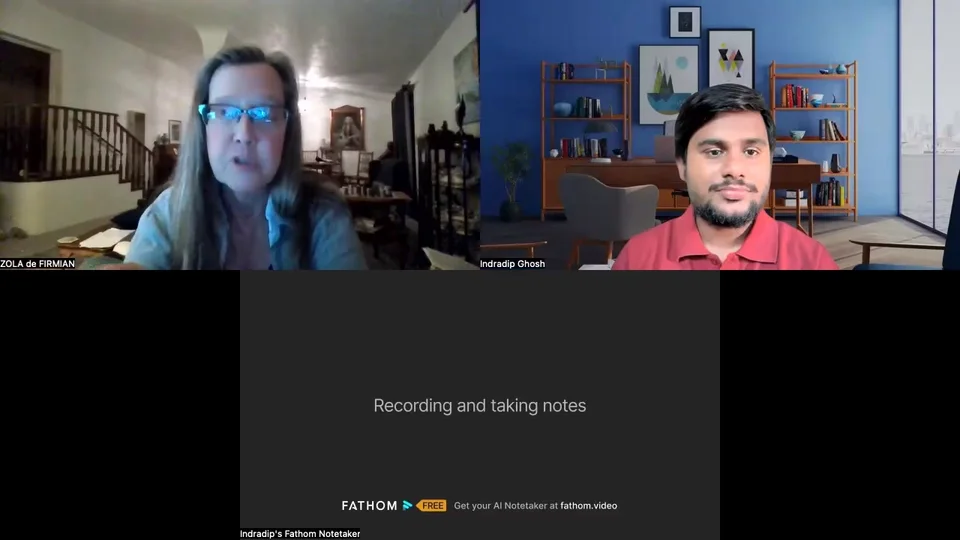 ZOLA de FIRMIAN
Indradip Ghosh
Recording and taking notes
FATHOM FREE Get your AI Notetaker at fathom.video
Indradip's Fathom Notetaker